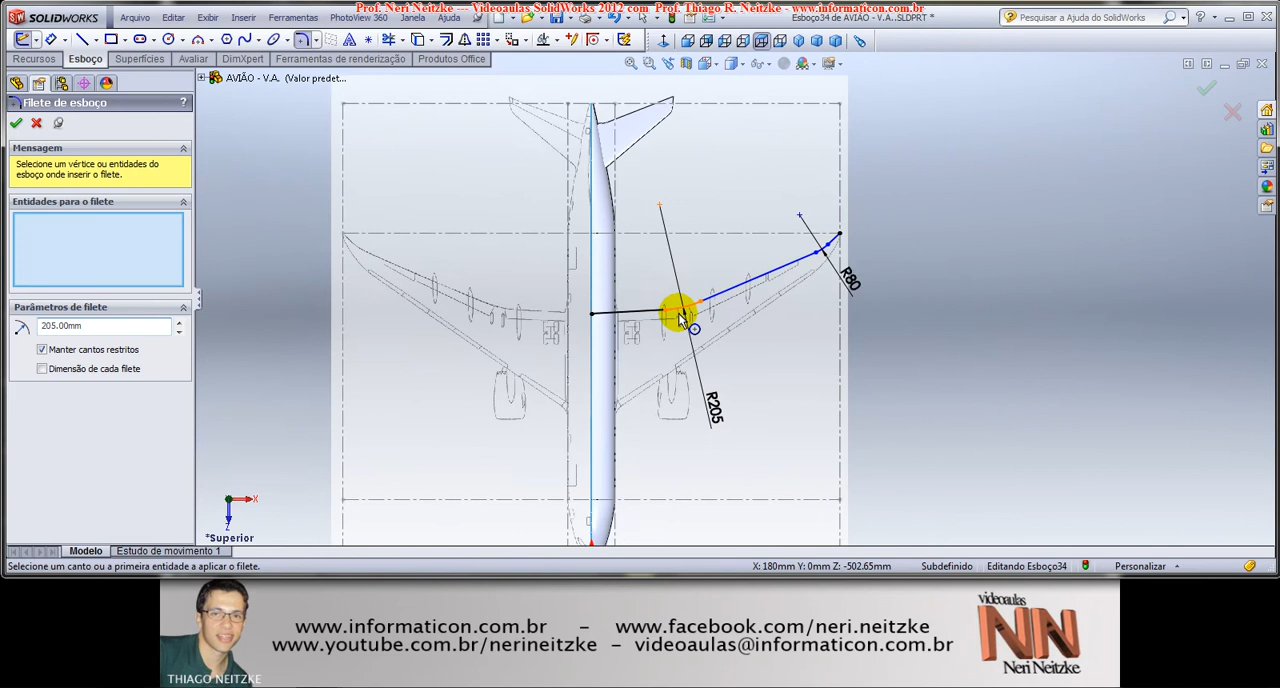 Prof. Neri Neitzke --- Videoaulas SolidWorks 2012 com  Prof. Thiago R. Neitzke - www.informaticon.com.br
SOLIDWORKS
Arquivo Editar Exibir Inserir Ferramentas PhotoView 360 Janela Ajuda
Esboço34 de AVIÃO - V.A..SLDPRT *
Pesquisar a Ajuda do SolidWorks
Recursos Esboço Superfícies Avaliar DimXpert Ferramentas de renderização Produtos Office
AVIÃO - V.A. (Valor predet...
Filete de esboço ?
Mensagem
Selecione um vértice ou entidades do
esboço onde inserir o filete.
Entidades para o filete
Parâmetros de filete
205.00mm
Manter cantos restritos
Dimensão de cada filete
R80
R205
X
Z
*Superior
Modelo Estudo de movimento 1
Selecione um canto ou a primeira entidade a aplicar o filete.
X: 180mm Y: 0mm Z: -502.65mm Subdefinido Editando Esboço34 Personalizar
www.informaticon.com.br - www.facebook.com/neri.neitzke
www.youtube.com.br/nerineitzke - videoaulas@informaticon.com.br
THIAGO NEITZKE
videoaulas
NN
Neri Neitzke